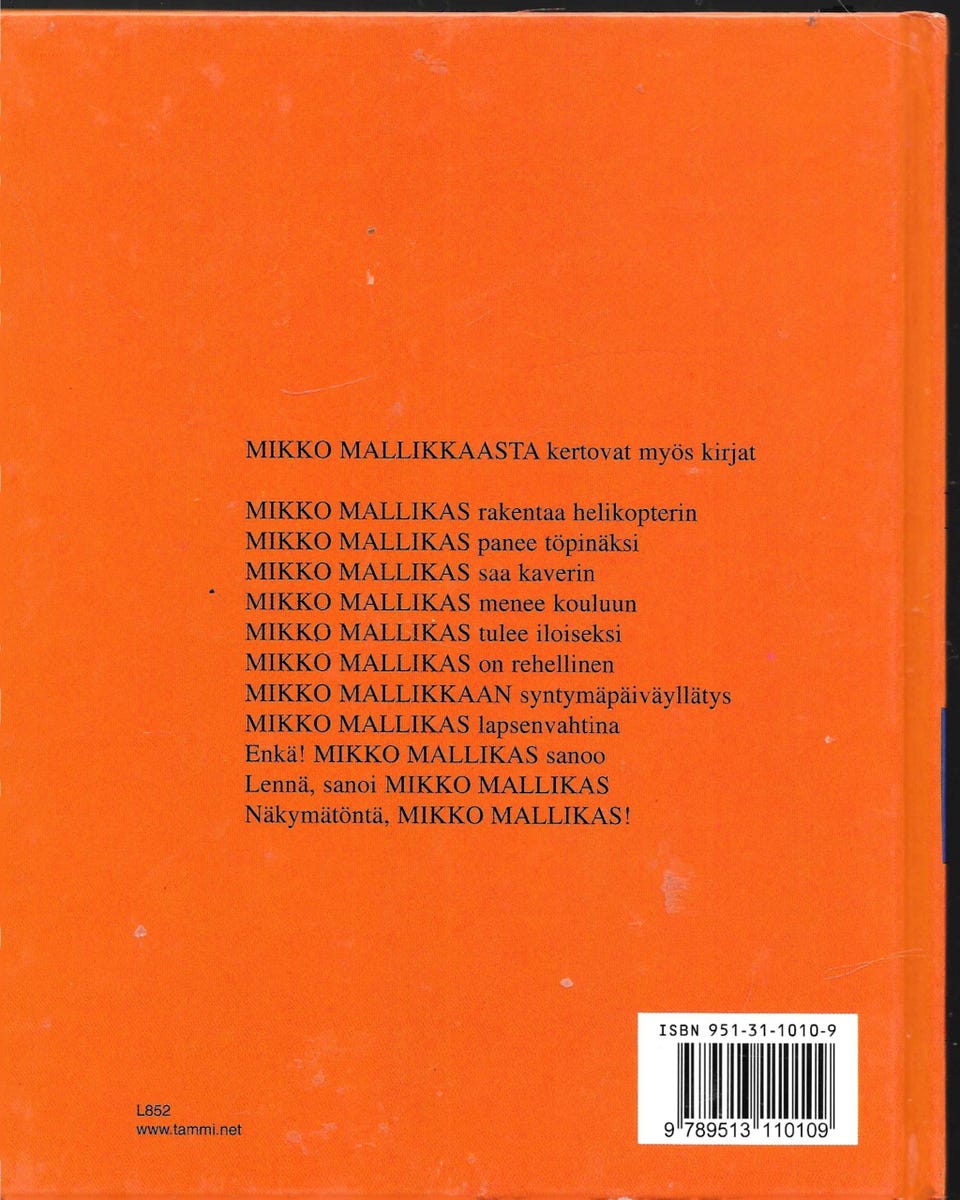 MIKKO MALLIKKAASTA kertovat myös kirjat
MIKKO MALLIKAS rakentaa helikopterin
MIKKO MALLIKAS panee töpinäksi
MIKKO MALLIKAS saa kaverin
MIKKO MALLIKAS menee kouluun
MIKKO MALLIKAS tulee iloiseksi
MIKKO MALLIKAS on rehellinen
MIKKO MALLIKKAAN syntymäpäiväyllätys
MIKKO MALLIKAS lapsenvahtina
Enkä! MIKKO MALLIKAS sanoo
Lennä, sanoi MIKKO MALLIKAS
Näkymätöntä, MIKKO MALLIKAS!
ISBN 951-31-1010-9
9 789513 110109
L852
www.tammi.net